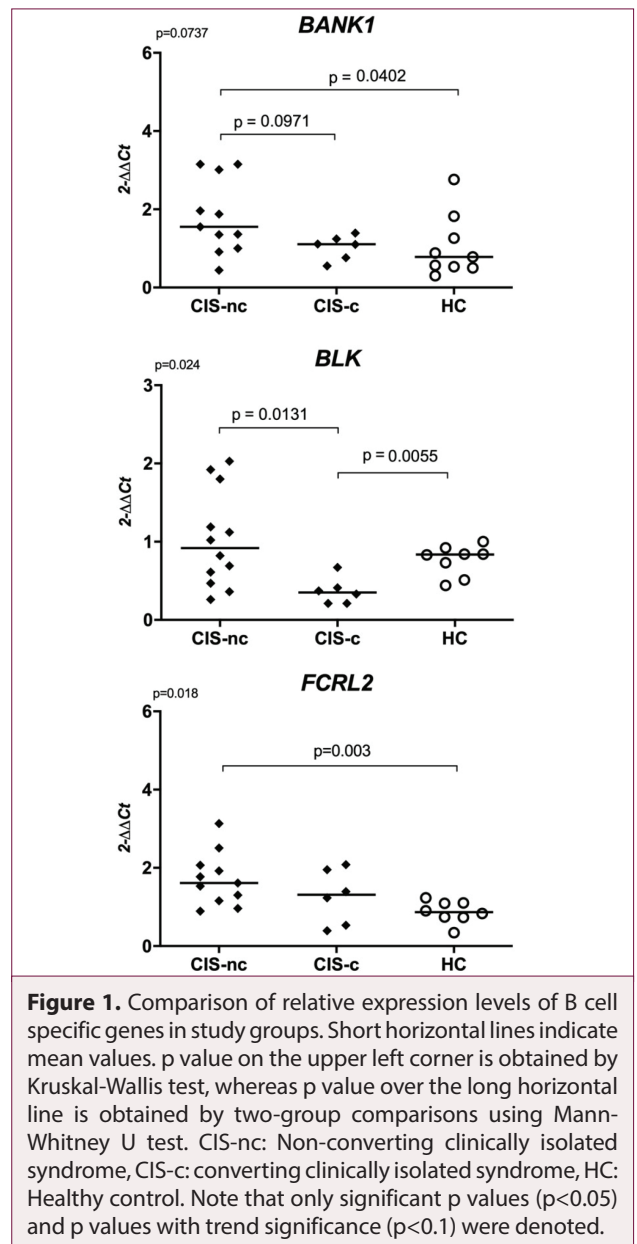 BANK1
p=0.0737
6
p = 0.0402
4
p = 0.0971
2-ΔΔCt
2
0
CIS-nc CIS-c HC
BLK
p=0.024
3
p = 0.0131
p = 0.0055
2
2-ΔΔCt
1
0
CIS-nc CIS-c HC
FCRL2
p=0.018
6
p=0.003
4
2-ΔΔCt
2
0
CIS-nc CIS-c HC
Figure 1. Comparison of relative expression levels of B cell
specific genes in study groups. Short horizontal lines indicate
mean values. p value on the upper left corner is obtained by
Kruskal-Wallis test, whereas p value over the long horizontal
line is obtained by two-group comparisons using Mann-
Whitney U test. CIS-nc: Non-converting clinically isolated
syndrome, CIS-c: converting clinically isolated syndrome, HC:
Healthy control. Note that only significant p values (p<0.05)
and p values with trend significance (p<0.1) were denoted.